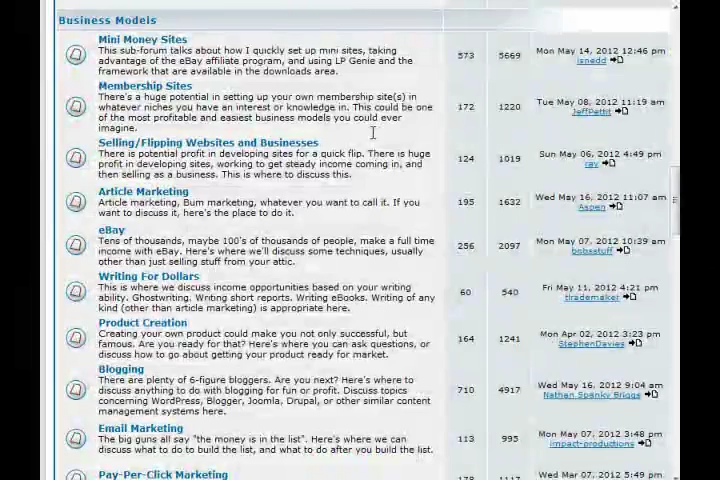 Business Models
Mini Money Sites
This sub-forum talks about how I quickly set up mini sites, taking
advantage of the eBay affiliate program, and using LP Genie and the
framework that are available in the downloads area.
573
5669
Mon May 14, 2012 12:46 pm
isnedd
Membership Sites
There's a huge potential in setting up your own membership site(s) in
whatever niches you have an interest or knowledge in. This could be one
of the most profitable and easiest business models you could ever
imagine.
172
1220
Tue May 08, 2012 11:19 am
JeffPettit
Selling/Flipping Websites and Businesses
There is potential profit in developing sites for a quick flip. There is huge
profit in developing sites, working to get steady income coming in, and
then selling as a business. This is where to discuss this.
124
1019
Sun May 06, 2012 4:49 pm
ray
Article Marketing
Article marketing, Bum marketing, whatever you want to call it. If you
want to discuss it, here's the place to do it.
195
1632
Wed May 16, 2012 11:07 am
Aspen
eBay
Tens of thousands, maybe 100's of thousands of people, make a full time
income with eBay. Here we'll discuss some techniques, usually
other than just selling stuff from your attic.
256
2097
Mon May 07, 2012 10:39 am
bobsstuff
Writing For Dollars
This is where we discuss income opportunities based on your writing
ability. Ghostwriting. Writing short reports. Writing eBooks. Writing of any
kind (other than article marketing) is appropriate here.
60
540
Fri May 11, 2012 4:21 pm
tlrademaker
Product Creation
Creating your own product could make you not only successful, but
famous. Are you ready for that? Here's where you can ask questions, or
discuss how to go about getting your product ready for market.
164
1241
Mon Apr 02, 2012 3:23 pm
StephenDavies
Blogging
There are plenty of 6-figure bloggers. Are you next? Here's where to
discuss anything to do with blogging for fun or profit. Discuss topics
concerning WordPress, Blogger, Joomla, Drupal, or other similar content
management systems here.
710
4917
Wed May 16, 2012 9:04 am
Nathan Spanky Briggs
Email Marketing
The big guns all say "the money is in the list". Here's where we can
discuss what to do to build the list, and what to do after you build the list.
113
995
Mon May 07, 2012 3:48 pm
impact-productions
Pay-Per-Click Marketing
178
1117
Wed Mar 07, 2012 5:49 pm